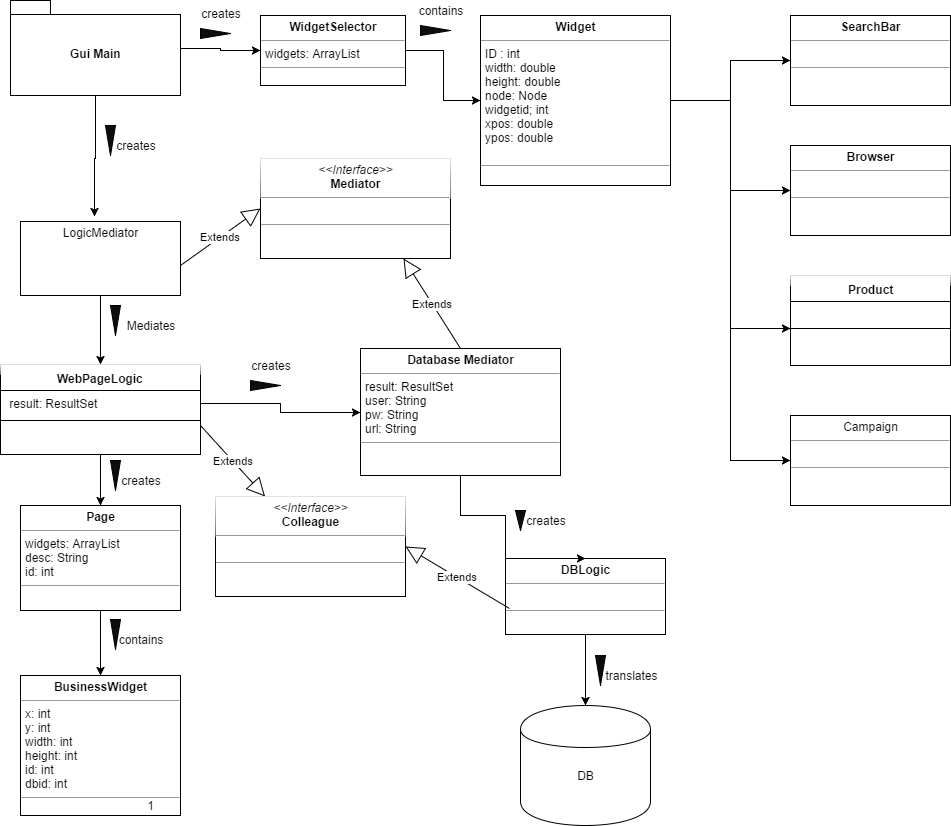 creates
contains
Gui Main
WidgetSelector
widgets: ArrayList
Widget
ID : int
width: double
height: double
node: Node
widgetid; int
xpos: double
ypos: double
SearchBar
Browser
Product
Campaign
creates
<<Interface>>
Mediator
LogicMediator
Extends
Extends
Mediates
WebPageLogic
result: ResultSet
creates
Database Mediator
result: ResultSet
user: String
pw: String
url: String
Extends
creates
<<Interface>>
Colleague
creates
Page
widgets: ArrayList
desc: String
id: int
Extends
DBLogic
contains
translates
BusinessWidget
x: int
y: int
width: int
height: int
id: int
dbid: int
1
DB